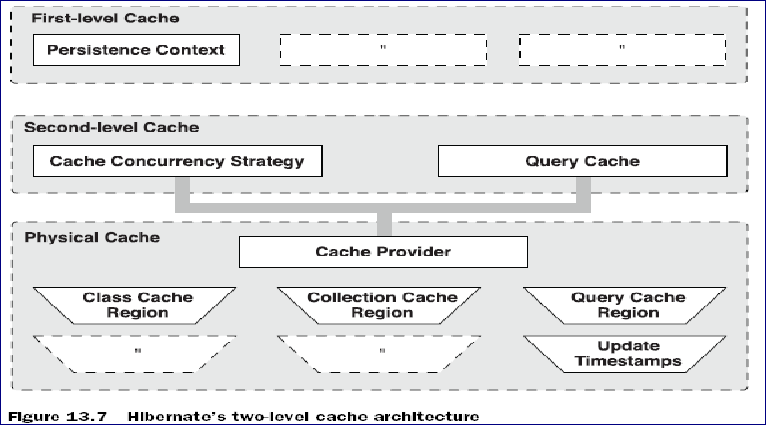 First-level Cache
Persistence Context
"
"
Second-level Cache
Cache Concurrency Strategy
Query Cache
Physical Cache
Cache Provider
Class Cache
Region
Collection Cache
Region
Query Cache
Region
"
"
Update
Timestamps
Figure 13.7 Hibernate's two-level cache architecture